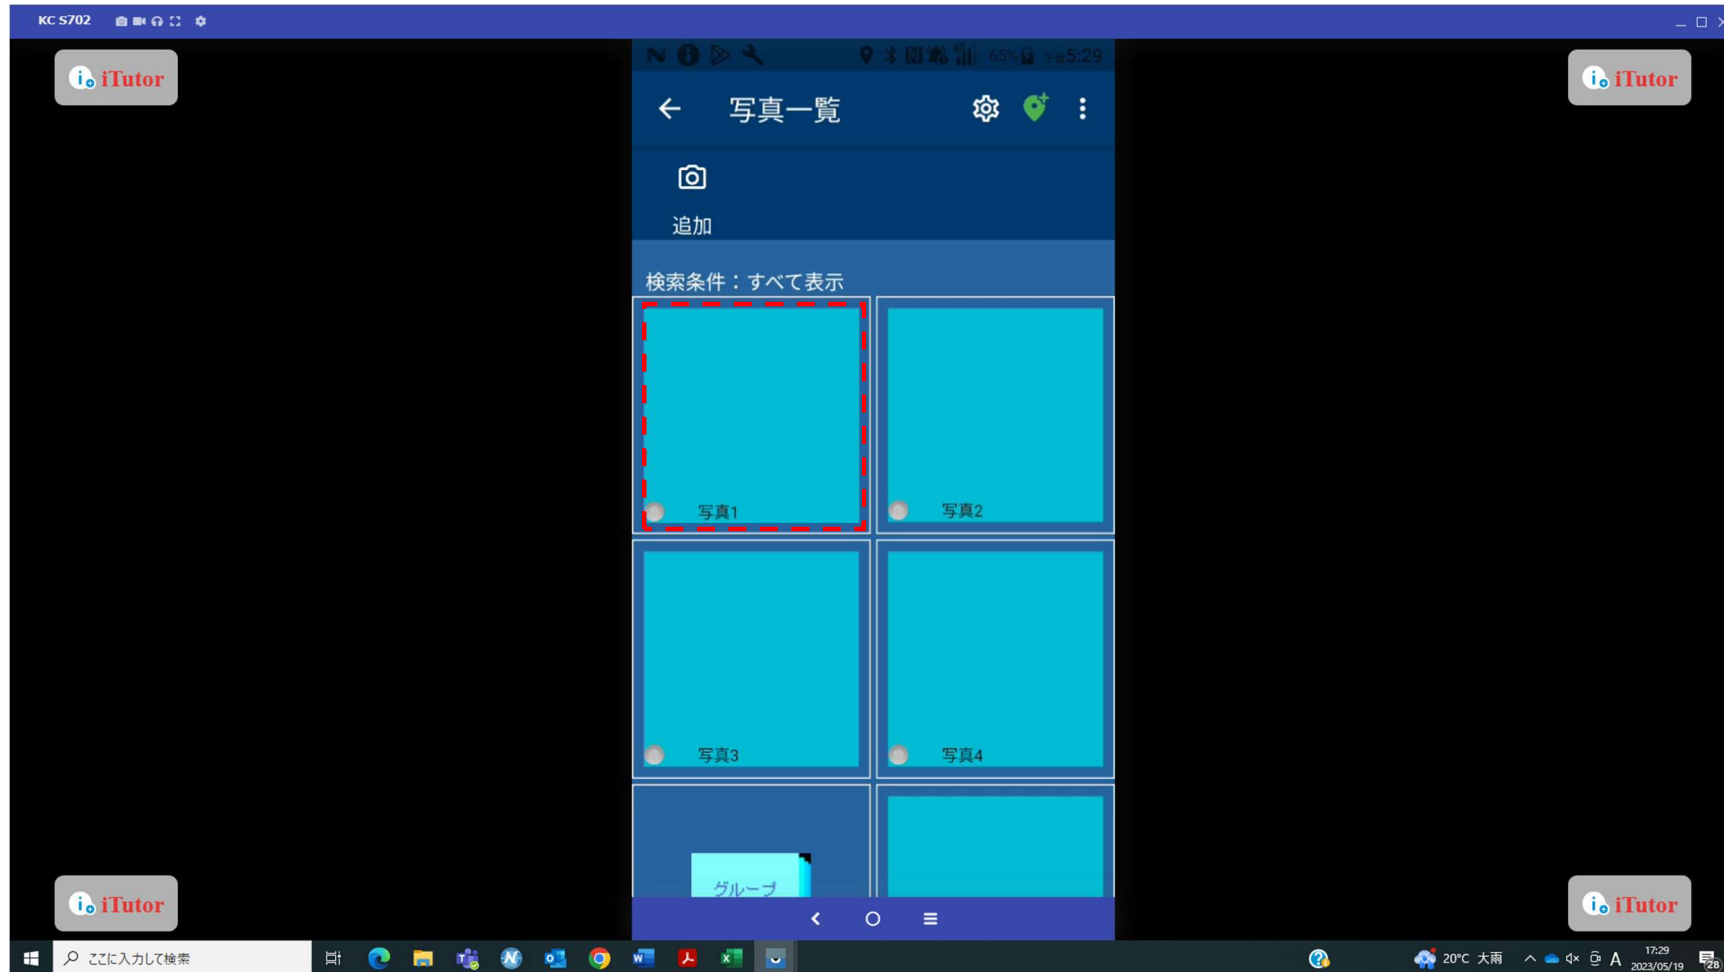 KC S702
iTutor
iTutor
65% 午後5:29
写真一覧
追加
検索条件：すべて表示
写真1
写真2
写真3
写真4
グループ
iTutor
iTutor
ここに入力して検索
20°C 大雨
A
17:29
2023/05/19
28